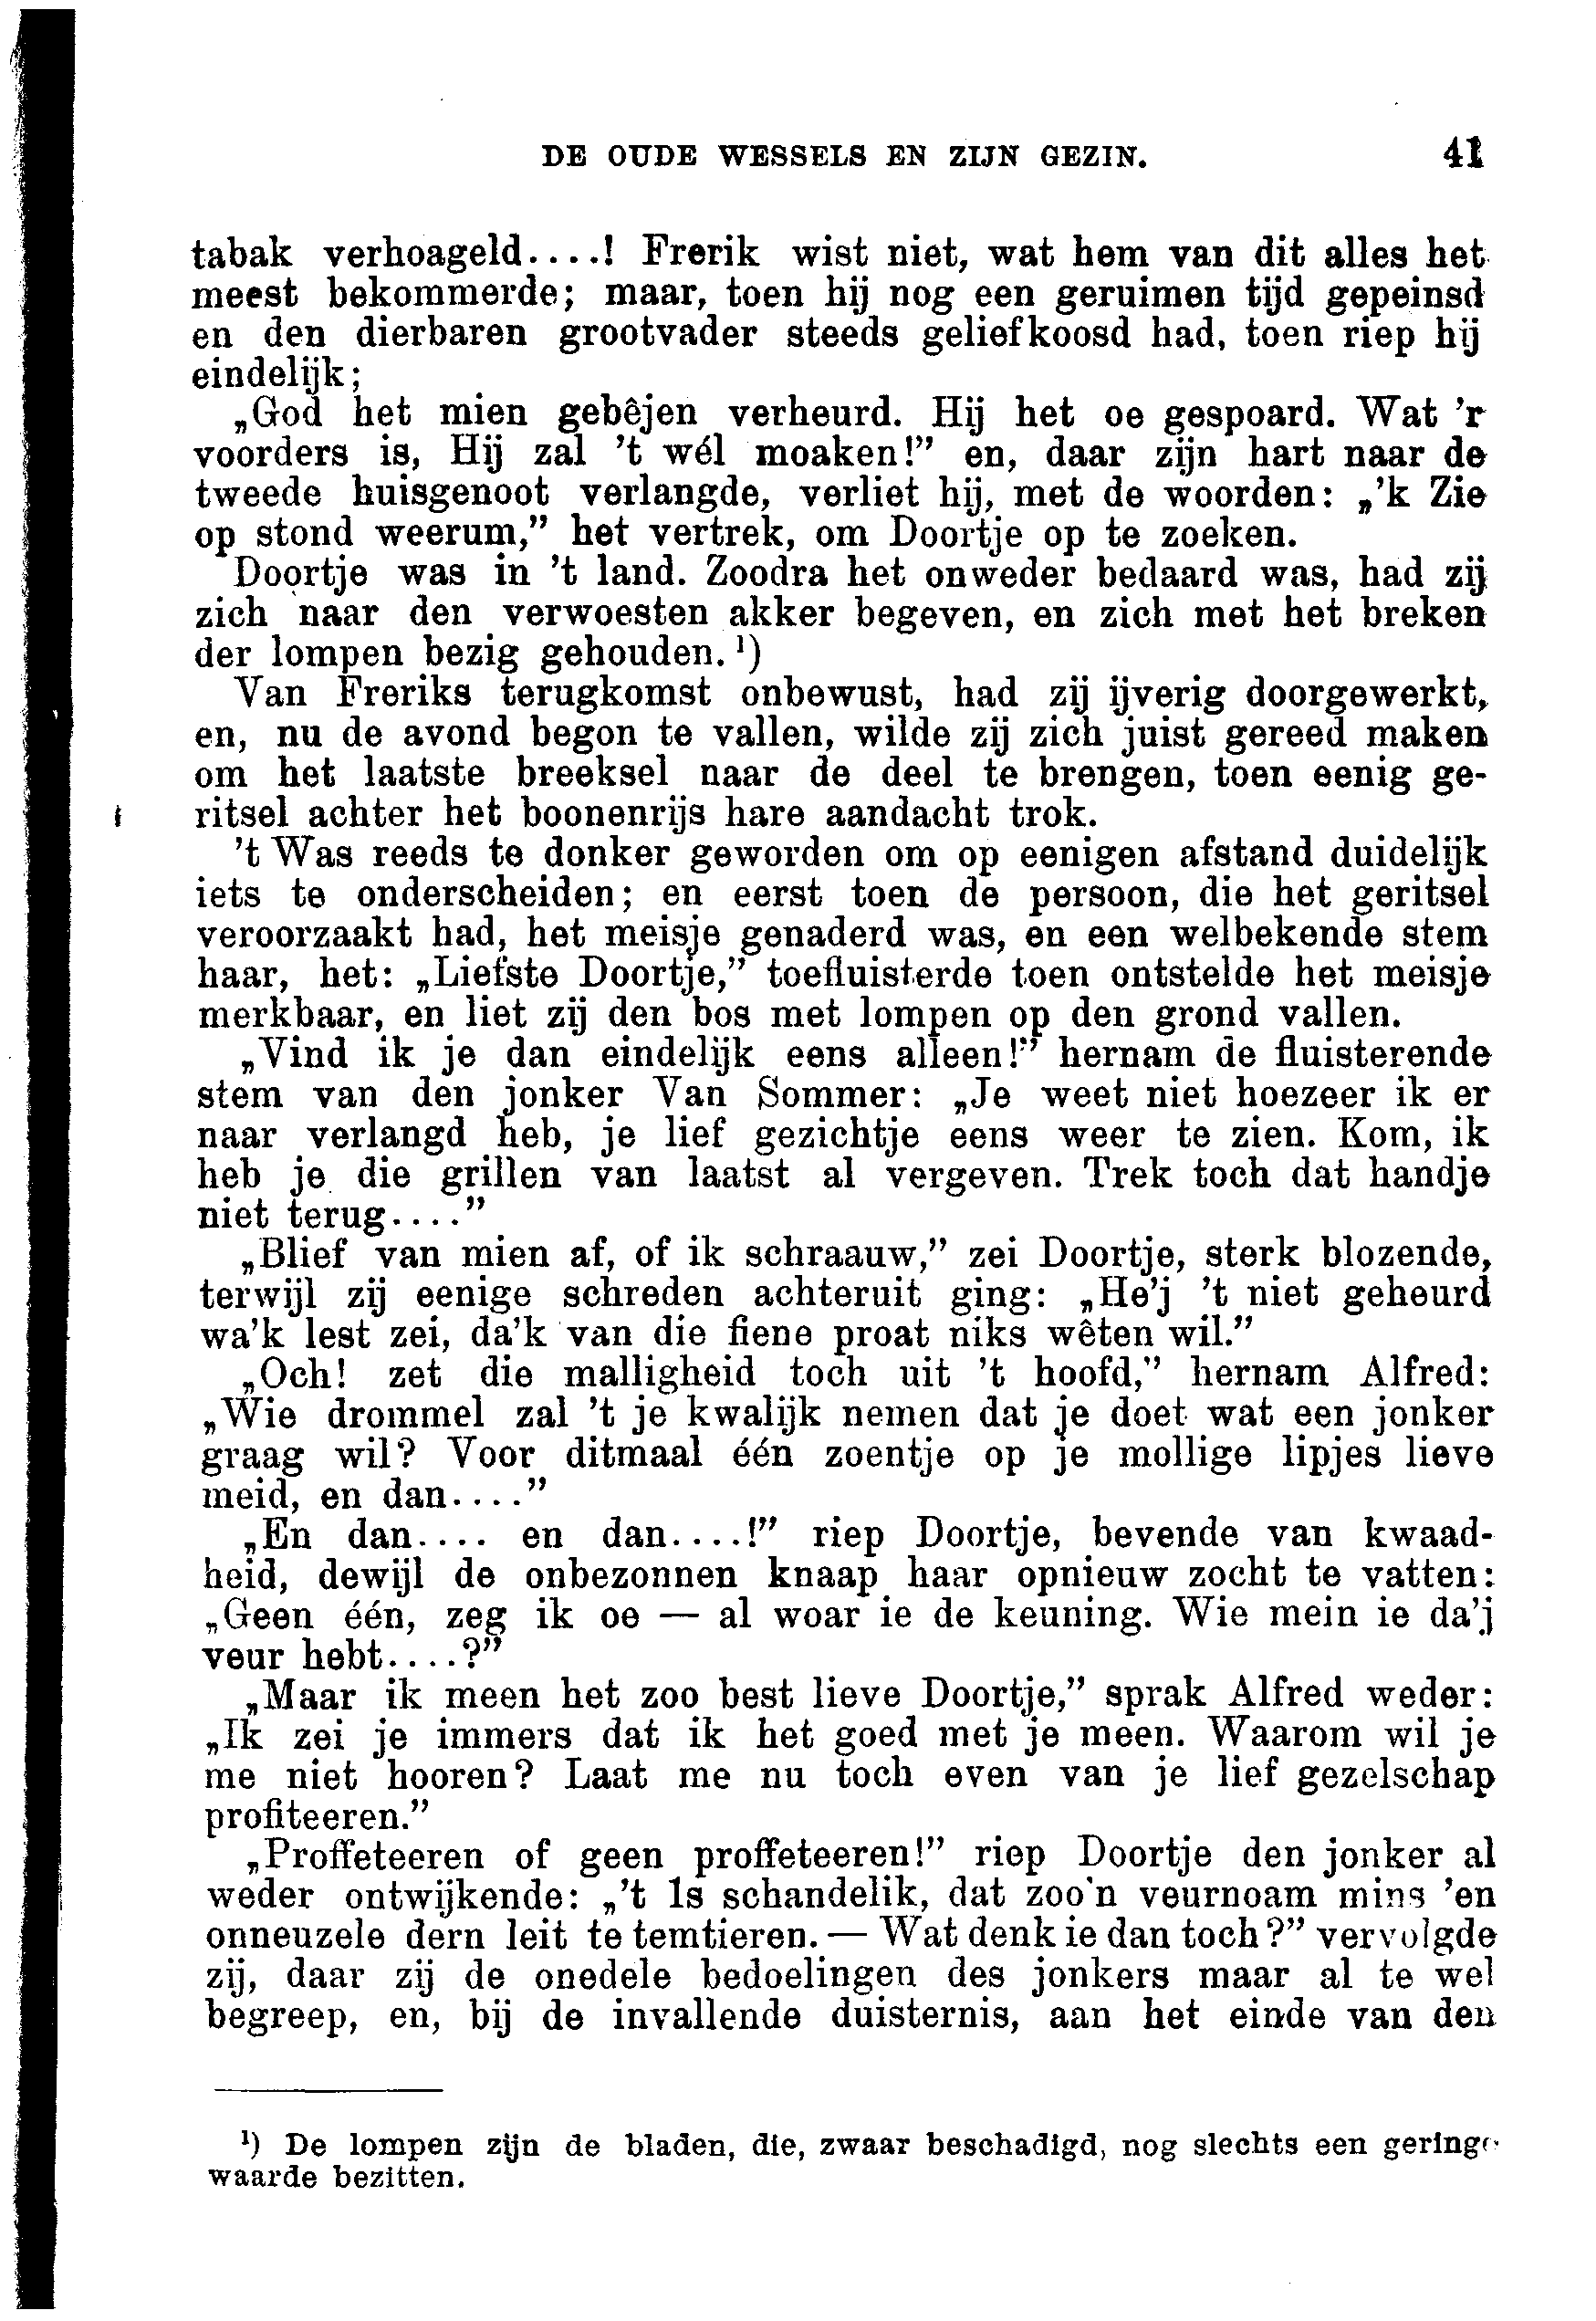 DE OUDE WESSELS EN ZIJN GEZIN. 41
tabak verhoageld....! Frerik wist niet, wat hem van dit alles het
meest bekommerde; maar, toen hij nog een geruimen tijd gepeinsd
en den dierbaren grootvader steeds geliefkoosd had, toen riep hij
eindelijk;
„God het mien gebêjen verheurd. Hij het oe gespoard. Wat 'r
voorders is, Hij zal 't wél moaken!” en, daar zijn hart naar de
tweede huisgenoot verlangde, verliet hij, met de woorden: „'k Zie
op stond weerum,” het vertrek, om Doortje op te zoeken.
Doortje was in 't land. Zoodra het onweder bedaard was, had zij
zich naar den verwoesten akker begeven, en zich met het breken
der lompen bezig gehouden. ¹)
Van Freriks terugkomst onbewust, had zij ijverig doorgewerkt,
en, nu de avond begon te vallen, wilde zij zich juist gereed maken
om het laatste breeksel naar de deel te brengen, toen eenig ge-
ritsel achter het boonenrijs hare aandacht trok.
't Was reeds te donker geworden om op eenigen afstand duidelijk
iets te onderscheiden; en eerst toen de persoon, die het geritsel
veroorzaakt had, het meisje genaderd was, en een welbekende stem
haar, het: „Liefste Doortje,” toefluisterde toen ontstelde het meisje
merkbaar, en liet zij den bos met lompen op den grond vallen.
„Vind ik je dan eindelijk eens alleen!” hernam de fluisterende
stem van den jonker Van Sommer: „Je weet niet hoezeer ik er
naar verlangd heb, je lief gezichtje eens weer te zien. Kom, ik
heb je die grillen van laatst al vergeven. Trek toch dat handje
niet terug....”
„Blief van mien af, of ik schraauw,” zei Doortje, sterk blozende,
terwijl zij eenige schreden achteruit ging: „He'j 't niet geheurd
wa'k lest zei, da'k van die fiene proat niks wêten wil.”
„Och! zet die malligheid toch uit 't hoofd,” hernam Alfred:
„Wie drommel zal 't je kwalijk nemen dat je doet wat een jonker
graag wil? Voor ditmaal één zoentje op je mollige lipjes lieve
meid, en dan....”
„En dan.... en dan....!” riep Doortje, bevende van kwaad-
heid, dewijl de onbezonnen knaap haar opnieuw zocht te vatten:
„Geen één, zeg ik oe — al woar ie de keuning. Wie mein ie da'j
veur hebt....?”
„Maar ik meen het zoo best lieve Doortje,” sprak Alfred weder:
„Ik zei je immers dat ik het goed met je meen. Waarom wil je
me niet hooren? Laat me nu toch even van je lief gezelschap
profiteeren.”
„Proffeteeren of geen proffeteeren!” riep Doortje den jonker al
weder ontwijkende: „'t Is schandelik, dat zoo'n veurnoam mins 'en
onneuzele dern leit te temtieren. — Wat denk ie dan toch?” vervolgde
zij, daar zij de onedele bedoelingen des jonkers maar al te wel
begreep, en, bij de invallende duisternis, aan het einde van den
¹) De lompen zijn de bladen, die, zwaar beschadigd, nog slechts een geringe
waarde bezitten.